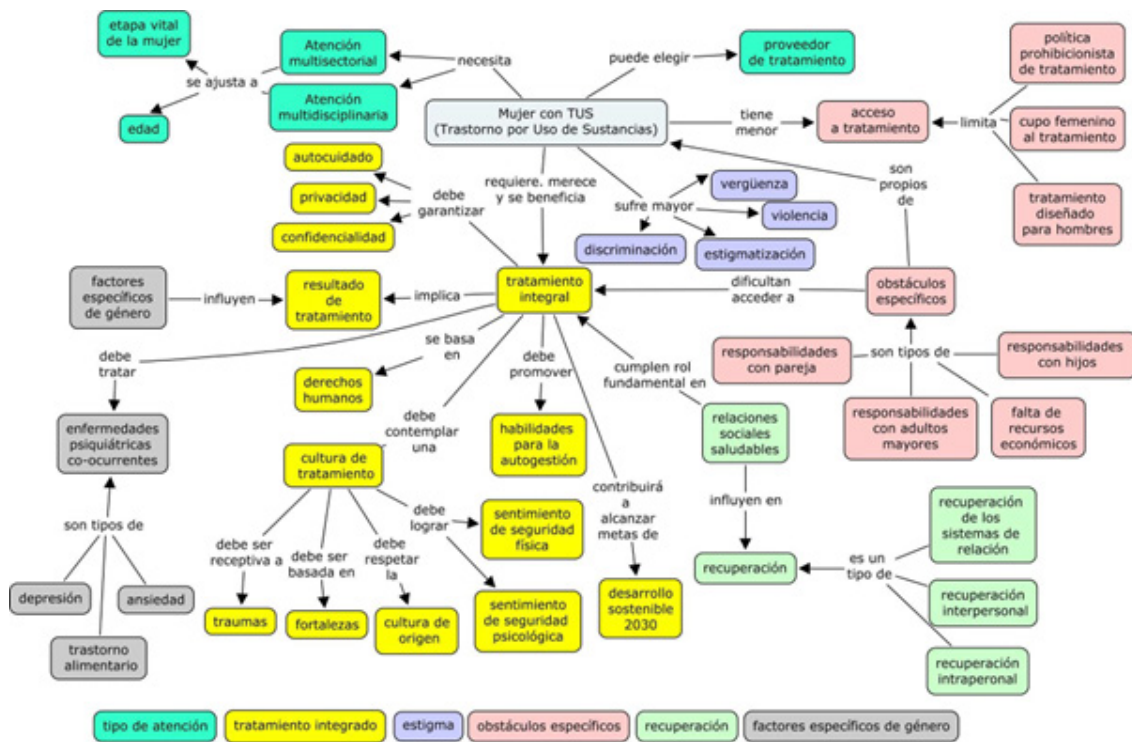 etapa vital
de la mujer
Atención
multisectorial
necesita
puede elegir
proveedor
de tratamiento
política
prohibicionista
de tratamiento
se ajusta a
Atención
multidisciplinaria
edad
Mujer con TUS
(Trastorno por Uso de Sustancias)
tiene
menor
acceso
a tratamiento
limita
cupo femenino
al tratamiento
autocuidado
privacidad
confidencialidad
debe
garantizar
requiere. merece
y se beneficia
sufre mayor
vergüenza
violencia
discriminación
estigmatización
son
propios
de
tratamiento
diseñado
para hombres
factores
específicos
de género
influyen
resultado
de
tratamiento
implica
tratamiento
integral
dificultan
acceder a
obstáculos
específicos
debe
tratar
se basa
en
derechos
humanos
debe
promover
cumplen rol
fundamental en
responsabilidades
con pareja
son tipos de
responsabilidades
con hijos
enfermedades
psiquiátricas
co-ocurrentes
debe
contemplar
una
habilidades
para la
autogestión
relaciones
sociales
saludables
responsabilidades
con adultos
mayores
falta de
recursos
económicos
cultura de
tratamiento
contribuirá
a
alcanzar
metas de
influyen en
son tipos de
debe ser
receptiva a
debe ser
basada en
debe
respetar
la
debe
lograr
sentimiento
de seguridad
física
recuperación
de los
sistemas de
relación
recuperación
es un
tipo de
recuperación
interpersonal
recuperación
intraperonal
depresión
ansiedad
trastorno
alimentario
traumas
fortalezas
cultura de
origen
sentimiento
de seguridad
psicológica
desarrollo
sostenible
2030
tipo de atención
tratamiento integrado
estigma
obstáculos específicos
recuperación
factores específicos de género